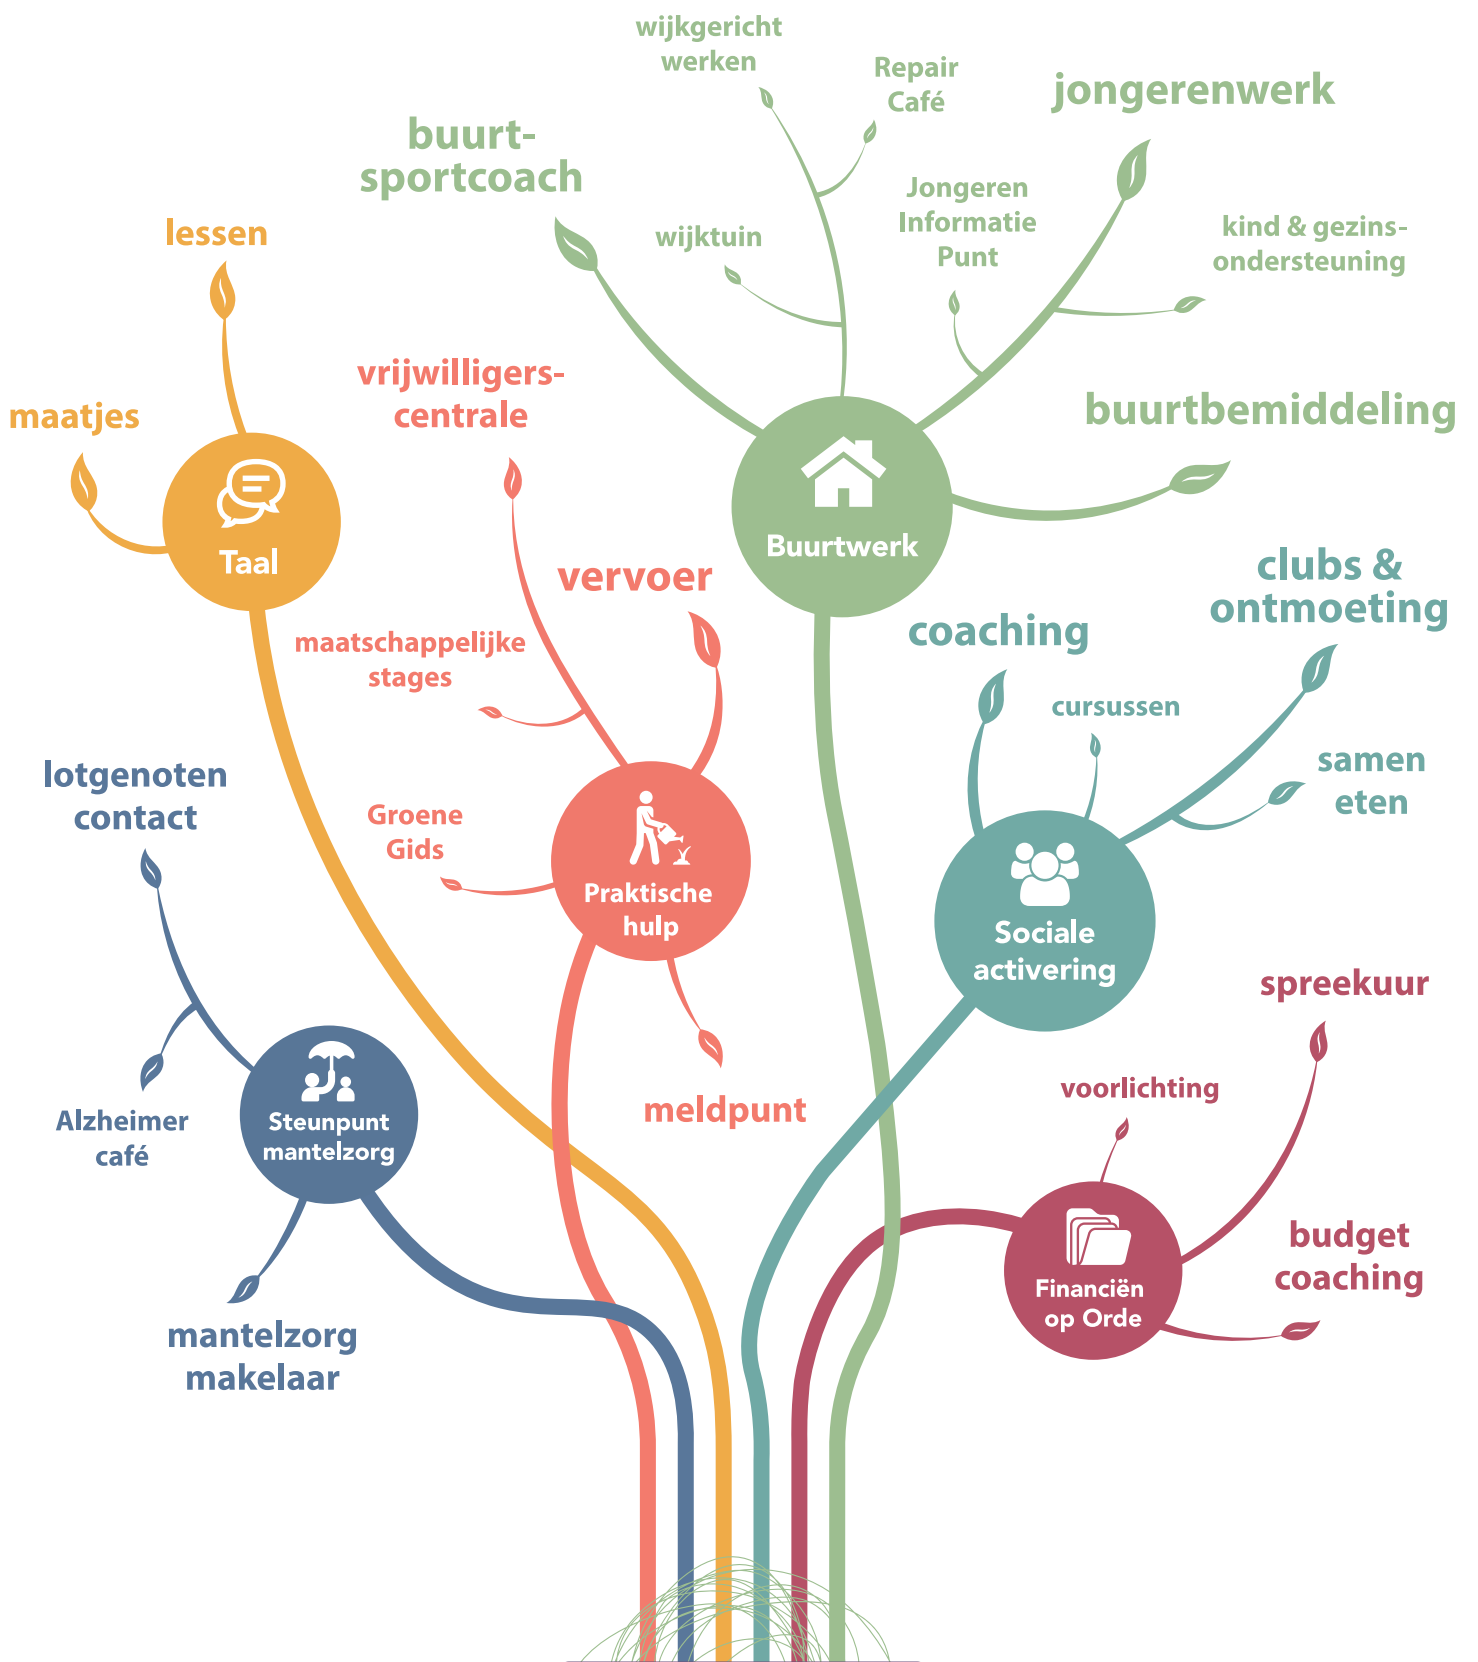 wijkgericht
werken
Repair
Café
jongerenwerk
buurt-
sportcoach
Jongeren
Informatie
Punt
wijktuin
kind & gezins-
ondersteuning
lessen
maatjes
vrijwilligers-
centrale
buurtbemiddeling
Taal
Buurtwerk
vervoer
clubs &
ontmoeting
coaching
maatschappelijke
stages
cursussen
samen
eten
lotgenoten
contact
Groene
Gids
Praktische
hulp
Sociale
activering
spreekuur
voorlichting
meldpunt
Alzheimer
café
Steunpunt
mantelzorg
budget
coaching
Financiën
op Orde
mantelzorg
makelaar